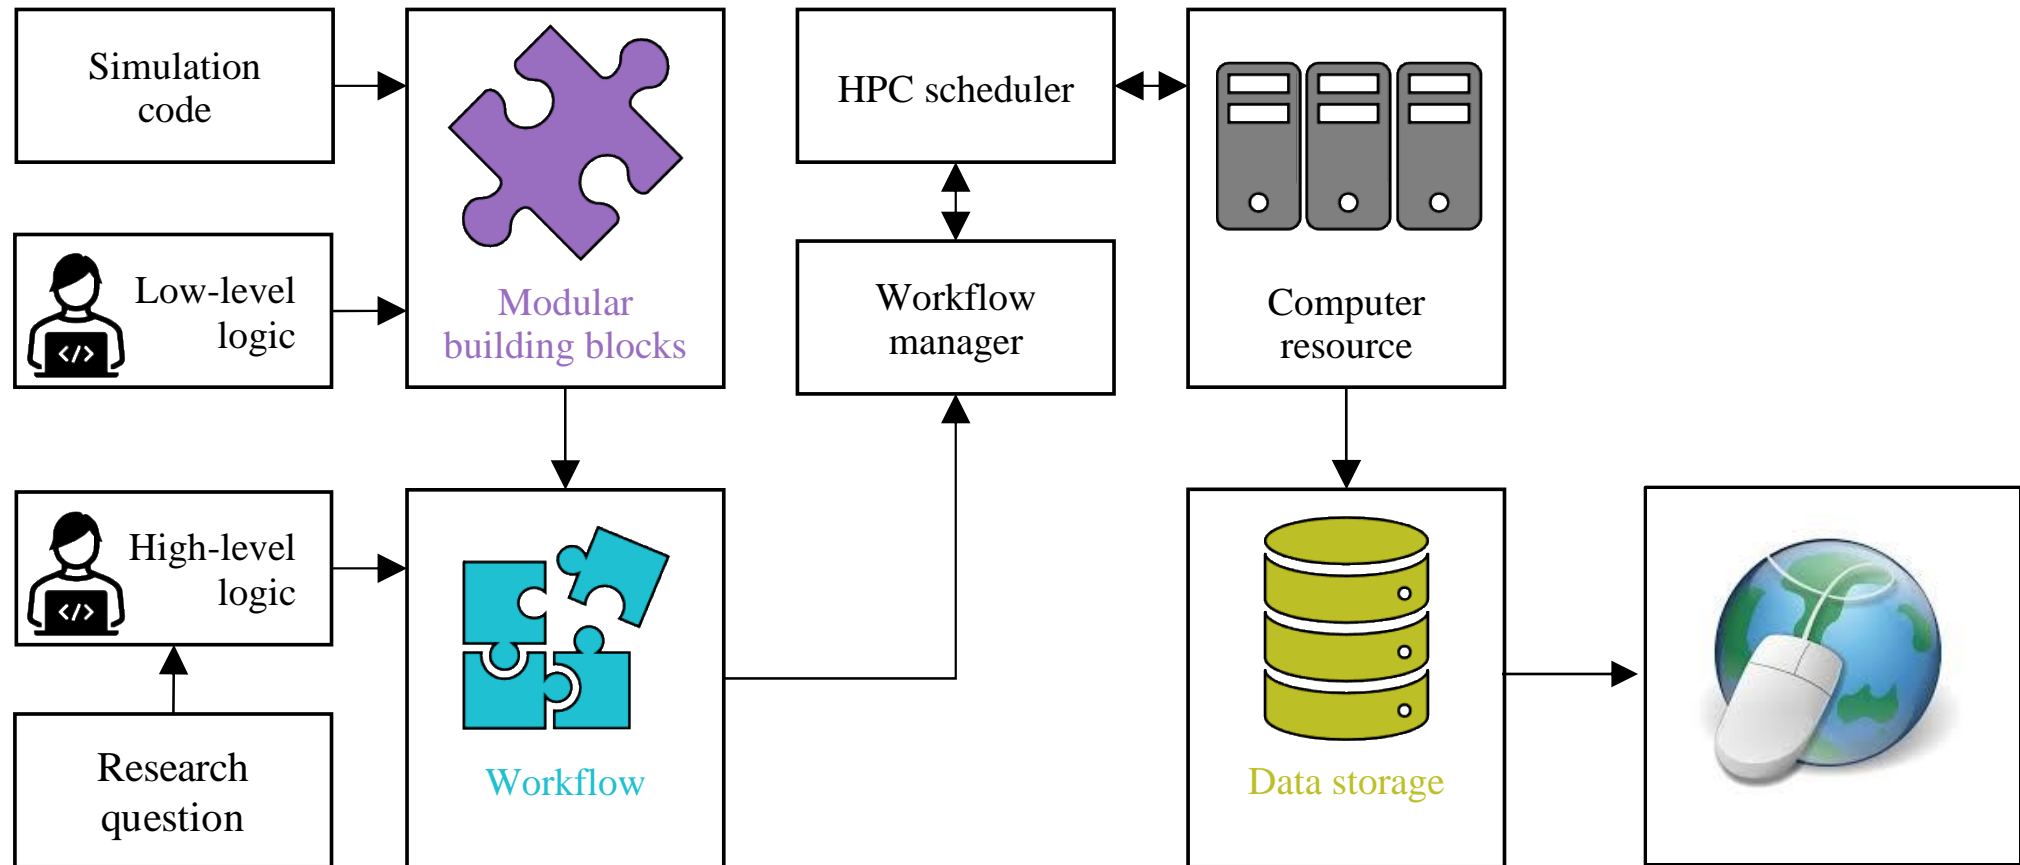 Simulation
code
Low-level
logic
</>
Modular
building blocks
HPC scheduler
Workflow
manager
Computer
resource
High-level
logic
</>
Research
question
Workflow
Data storage